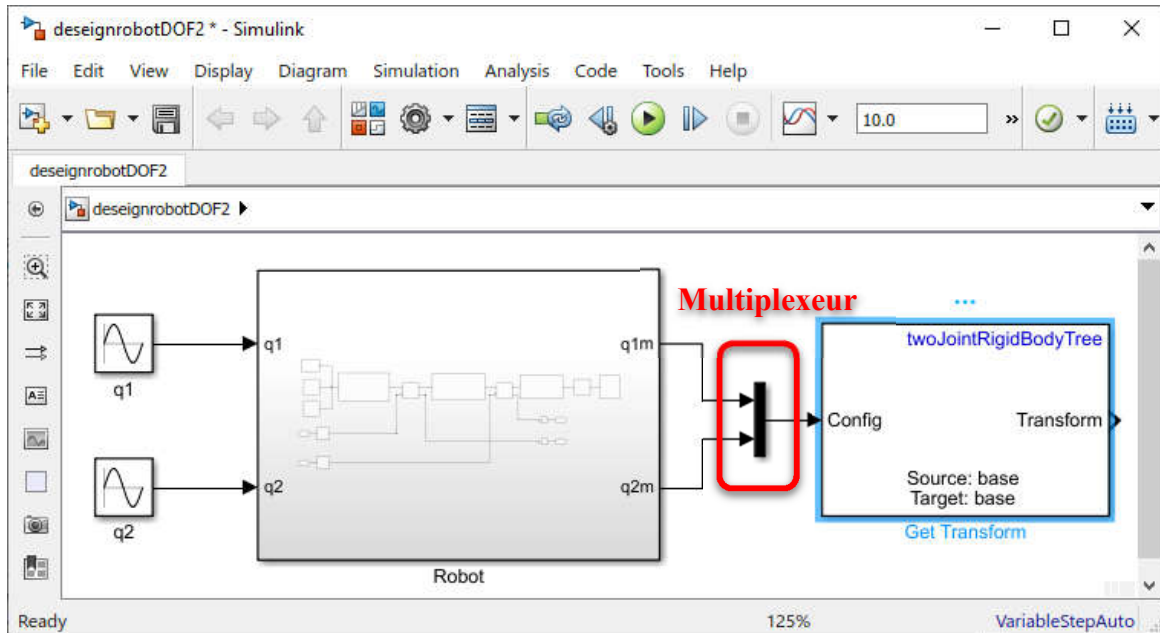 deseignrobotDOF2 * - Simulink
File Edit View Display Diagram Simulation Analysis Code Tools Help
10.0 »
deseignrobotDOF2
deseignrobotDOF2
Multiplexeur
...
twoJointRigidBodyTree
q1 q1m
q1
Config Transform
q2 q2m
Source: base
Target: base
q2
Get Transform
Robot
Ready 125% VariableStepAuto